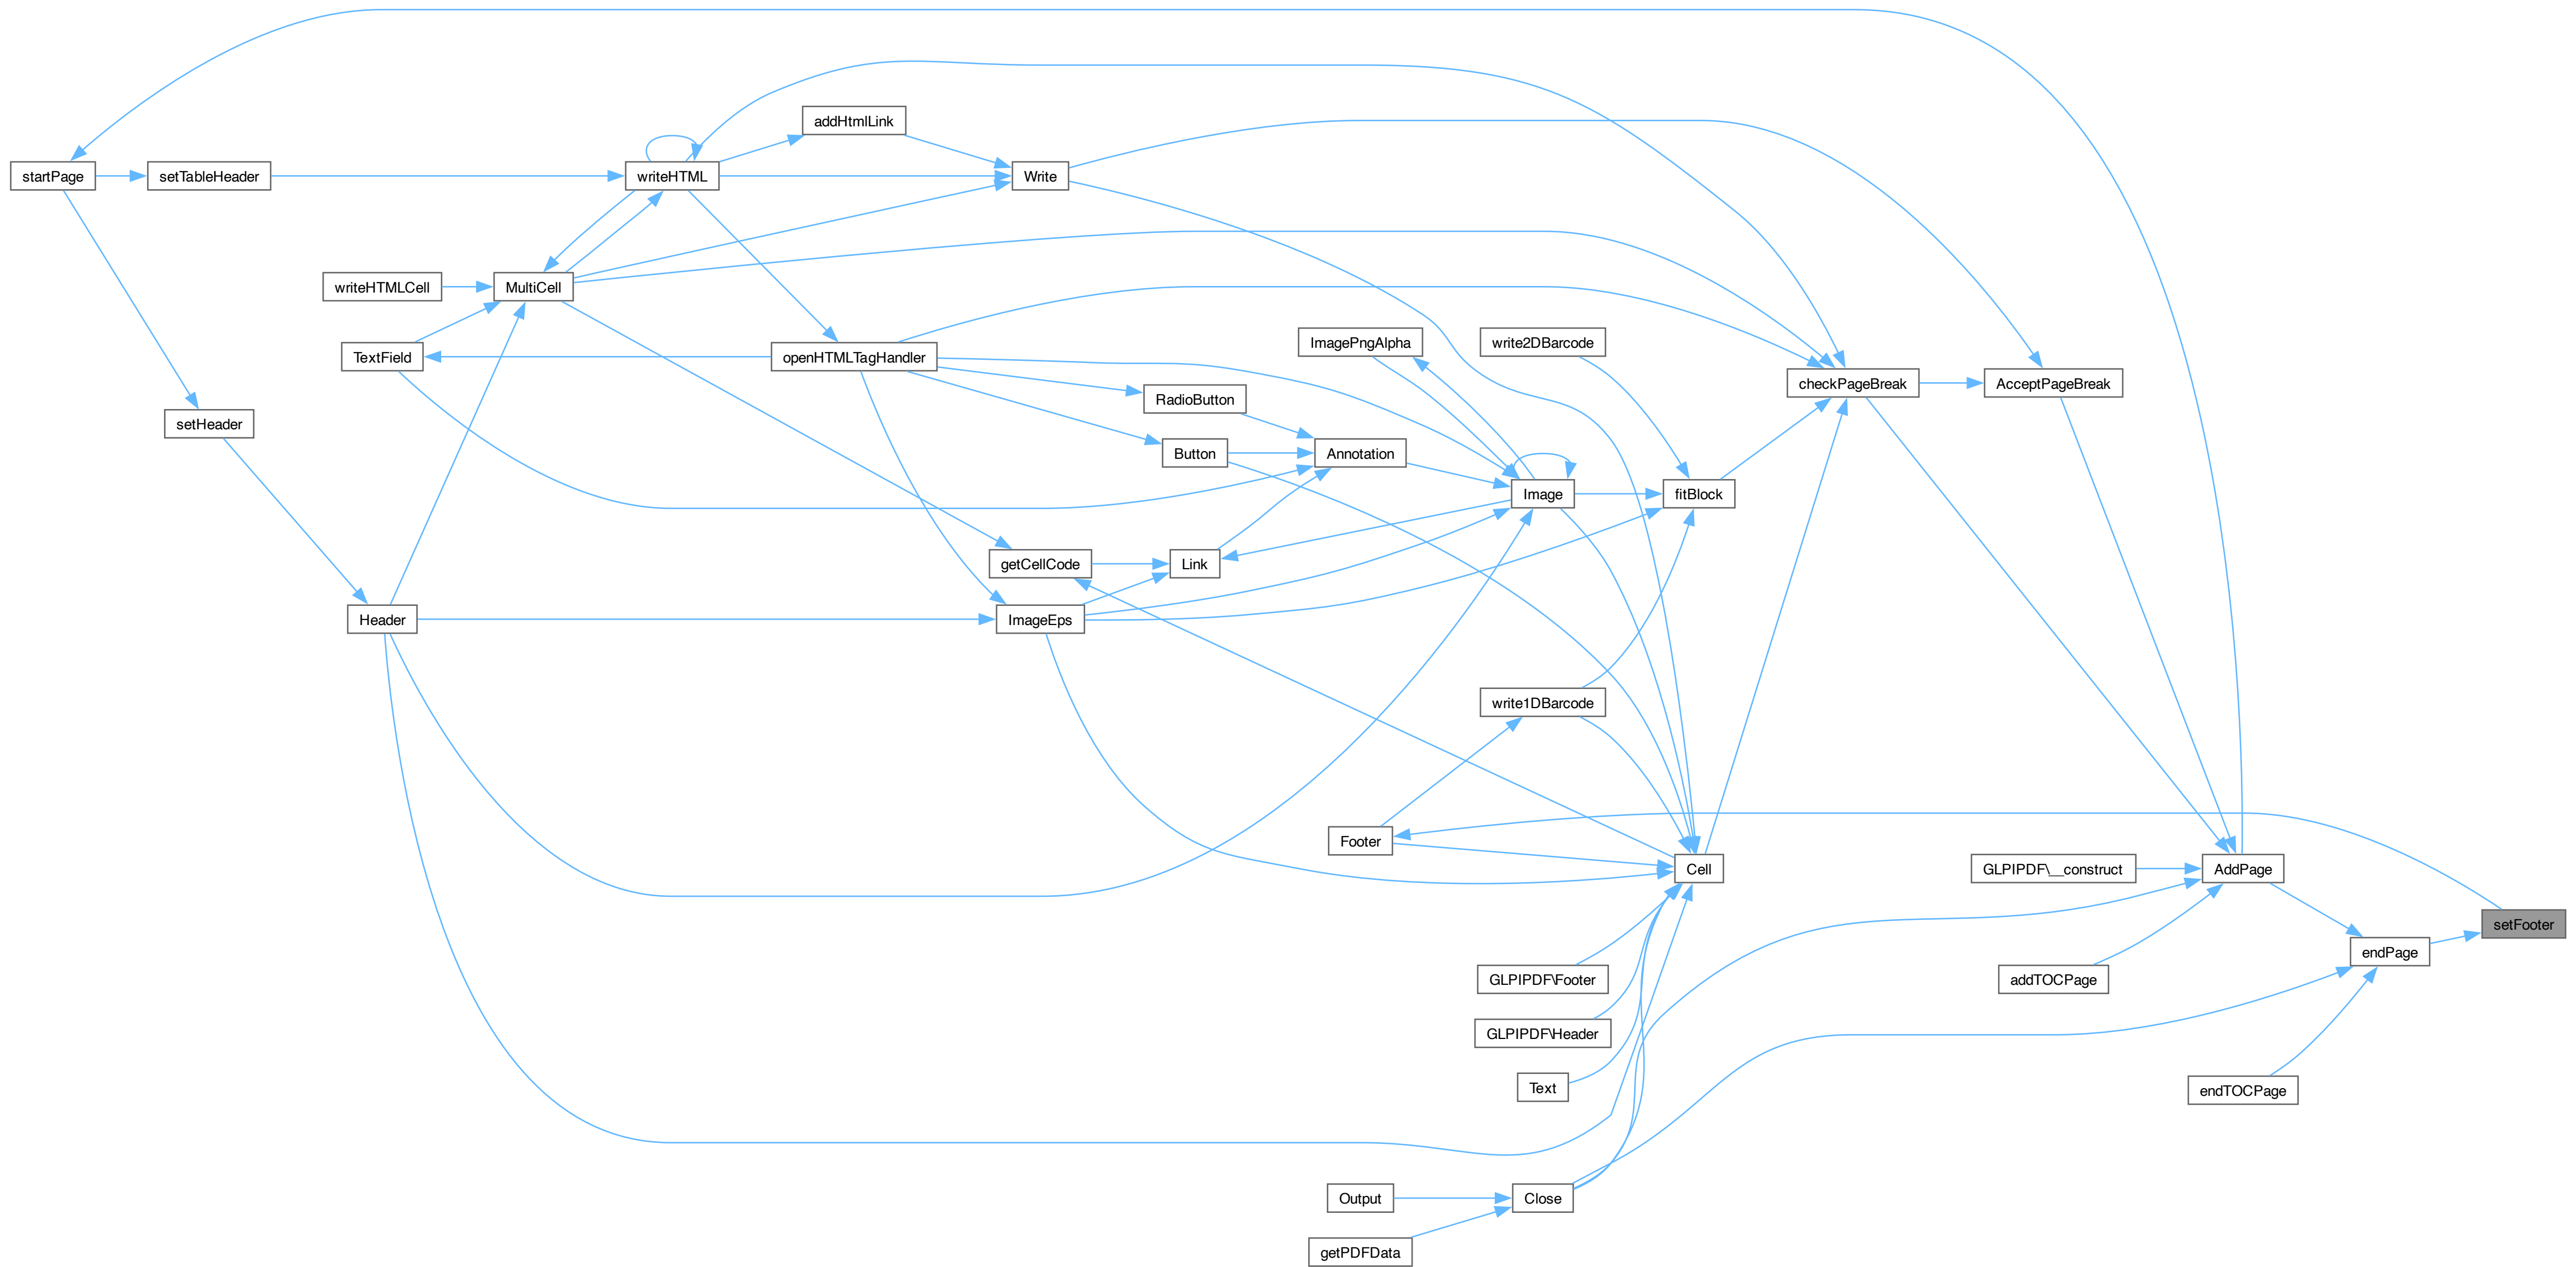 addHtmlLink
startPage
setTableHeader
writeHTML
Write
writeHTMLCell
MultiCell
TextField
openHTMLTagHandler
ImagePngAlpha
write2DBarcode
checkPageBreak
AcceptPageBreak
RadioButton
setHeader
Button
Annotation
Image
fitBlock
getCellCode
Link
Header
ImageEps
write1DBarcode
Footer
Cell
GLPIPDF\__construct
AddPage
setFooter
endPage
GLPIPDF\Footer
addTOCPage
GLPIPDF\Header
Text
endTOCPage
Output
Close
getPDFData